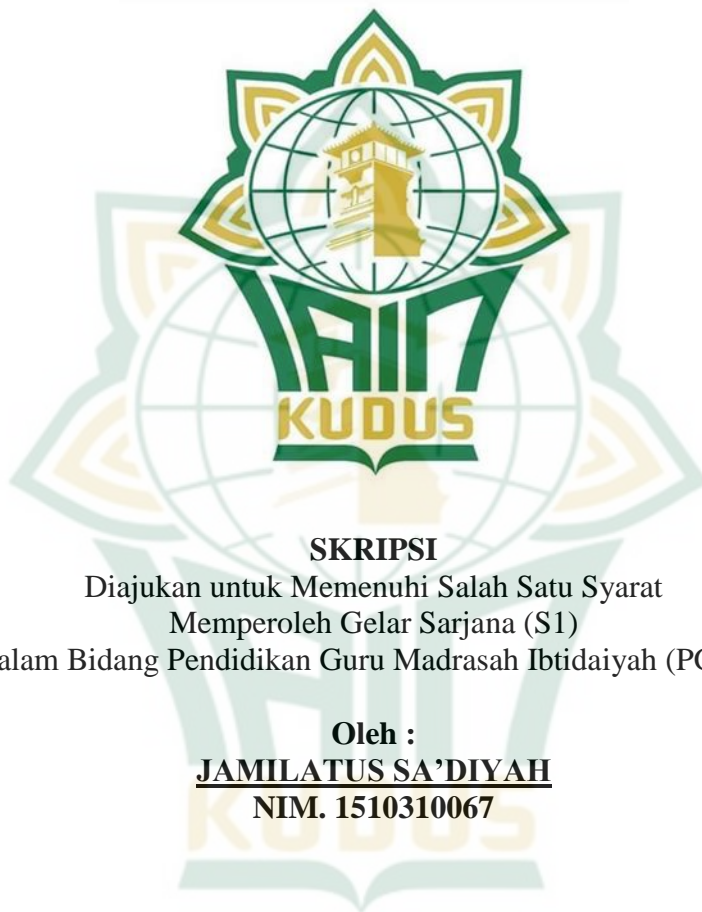 IAIN
KUDUS
SKRIPSI
Diajukan untuk Memenuhi Salah Satu Syarat
Memperoleh Gelar Sarjana (S1)
alam Bidang Pendidikan Guru Madrasah Ibtidaiyah (PG
Oleh :
JAMILATUS SA’DIYAH
NIM. 1510310067